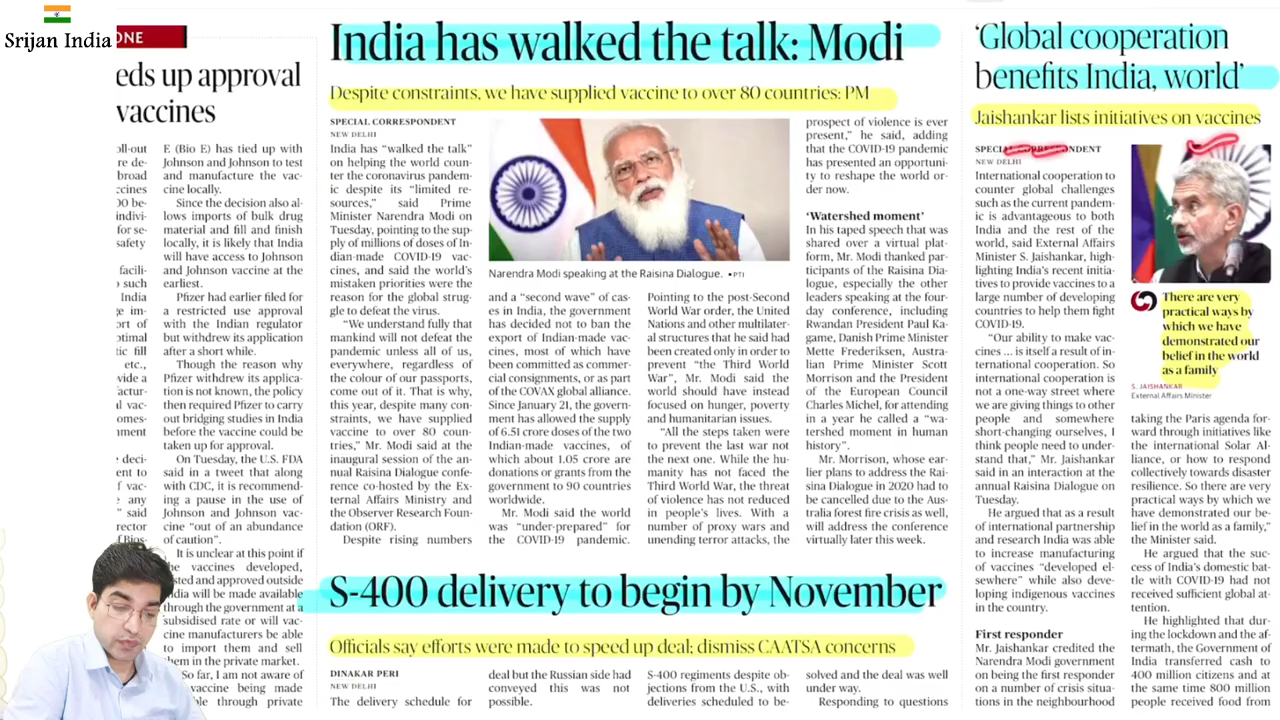 Srijan India
ONE
eds up approval
vaccines
oll-out
re de-
broad
ccines
00 be-
indivi-
for se-
safety
facili-
such
India
ge im-
ort of
otimal
tic fill
etc.,
vide a
factur-
al vac-
omes-
nment
deci-
ent to
f vac-
any
said
rector
f Bios-
E (Bio E) has tied up with
Johnson and Johnson to test
and manufacture the vac-
cine locally.
Since the decision also al-
lows imports of bulk drug
material and fill and finish
locally, it is likely that India
will have access to Johnson
and Johnson vaccine at the
earliest.
Pfizer had earlier filed for
a restricted use approval
with the Indian regulator
but withdrew its application
after a short while.
Though the reason why
Pfizer withdrew its applica-
tion is not known, the policy
then required Pfizer to carry
out bridging studies in India
before the vaccine could be
taken up for approval.
On Tuesday, the U.S. FDA
said in a tweet that along
with CDC, it is recommend-
ing a pause in the use of
Johnson and Johnson vac-
cine “out of an abundance
of caution”.
It is unclear at this point if
the vaccines developed,
sted and approved outside
ndia will be made available
through the government at a
subsidised rate or will vac-
cine manufacturers be able
to import them and sell
them in the private market.
So far, I am not aware of
vaccine being made
ble through private
India has walked the talk: Modi
Despite constraints, we have supplied vaccine to over 80 countries: PM
SPECIAL CORRESPONDENT
NEW DELHI
India has “walked the talk”
on helping the world coun-
ter the coronavirus pandem-
ic despite its “limited re-
sources,” said Prime
Minister Narendra Modi on
Tuesday, pointing to the sup-
ply of millions of doses of In-
dian-made COVID-19 vac-
cines, and said the world’s
mistaken priorities were the
reason for the global strug-
gle to defeat the virus.
“We understand fully that
mankind will not defeat the
pandemic unless all of us,
everywhere, regardless of
the colour of our passports,
come out of it. That is why,
this year, despite many con-
straints, we have supplied
vaccine to over 80 coun-
tries,” Mr. Modi said at the
inaugural session of the an-
nual Raisina Dialogue confe-
rence co-hosted by the Ex-
ternal Affairs Ministry and
the Observer Research Foun-
dation (ORF).
Despite rising numbers
Narendra Modi speaking at the Raisina Dialogue. •PTI
and a “second wave” of cas-
es in India, the government
has decided not to ban the
export of Indian-made vac-
cines, most of which have
been committed as commer-
cial consignments, or as part
of the COVAX global alliance.
Since January 21, the govern-
ment has allowed the supply
of 6.51 crore doses of the two
Indian-made vaccines, of
which about 1.05 crore are
donations or grants from the
government to 90 countries
worldwide.
Mr. Modi said the world
was “under-prepared” for
the COVID-19 pandemic.
Pointing to the post-Second
World War order, the United
Nations and other multilater-
al structures that he said had
been created only in order to
prevent “the Third World
War”, Mr. Modi said the
world should have instead
focused on hunger, poverty
and humanitarian issues.
“All the steps taken were
to prevent the last war not
the next one. While the hu-
manity has not faced the
Third World War, the threat
of violence has not reduced
in people’s lives. With a
number of proxy wars and
unending terror attacks, the
prospect of violence is ever
present,” he said, adding
that the COVID-19 pandemic
has presented an opportuni-
ty to reshape the world or-
der now.
‘Watershed moment’
In his taped speech that was
shared over a virtual plat-
form, Mr. Modi thanked par-
ticipants of the Raisina Dia-
logue, especially the other
leaders speaking at the four-
day conference, including
Rwandan President Paul Ka-
game, Danish Prime Minister
Mette Frederiksen, Austra-
lian Prime Minister Scott
Morrison and the President
of the European Council
Charles Michel, for attending
in a year he called a “wa-
tershed moment in human
history”.
Mr. Morrison, whose ear-
lier plans to address the Rai-
sina Dialogue in 2020 had to
be cancelled due to the Aus-
tralia forest fire crisis as well,
will address the conference
virtually later this week.
S-400 delivery to begin by November
Officials say efforts were made to speed up deal; dismiss CAATSA concerns
DINAKAR PERI
NEW DELHI
The delivery schedule for
deal but the Russian side had
conveyed this was not
possible.
S-400 regiments despite ob-
jections from the U.S., with
deliveries scheduled to be-
solved and the deal was well
under way.
Responding to questions
‘Global cooperation
benefits India, world’
Jaishankar lists initiatives on vaccines
SPECIAL CORRESPONDENT
NEW DELHI
International cooperation to
counter global challenges
such as the current pandem-
ic is advantageous to both
India and the rest of the
world, said External Affairs
Minister S. Jaishankar, high-
lighting India’s recent initia-
tives to provide vaccines to a
large number of developing
countries to help them fight
COVID-19.
“Our ability to make vac-
cines ... is itself a result of in-
ternational cooperation. So
international cooperation is
not a one-way street where
we are giving things to other
people and somewhere
short-changing ourselves, I
think people need to under-
stand that,” Mr. Jaishankar
said in an interaction at the
annual Raisina Dialogue on
Tuesday.
He argued that as a result
of international partnership
and research India was able
to increase manufacturing
of vaccines “developed el-
sewhere” while also deve-
loping indigenous vaccines
in the country.
First responder
Mr. Jaishankar credited the
Narendra Modi government
on being the first responder
on a number of crisis situa-
tions in the neighbourhood
There are very
practical ways by
which we have
demonstrated our
belief in the world
as a family
S. JAISHANKAR
External Affairs Minister
taking the Paris agenda for-
ward through initiatives like
the international Solar Al-
liance, or how to respond
collectively towards disaster
resilience. So there are very
practical ways by which we
have demonstrated our be-
lief in the world as a family,”
the Minister said.
He argued that the suc-
cess of India’s domestic bat-
tle with COVID-19 had not
received sufficient global at-
tention.
He highlighted that dur-
ing the lockdown and the af-
termath, the Government of
India transferred cash to
400 million citizens and at
the same time 800 million
people received food from